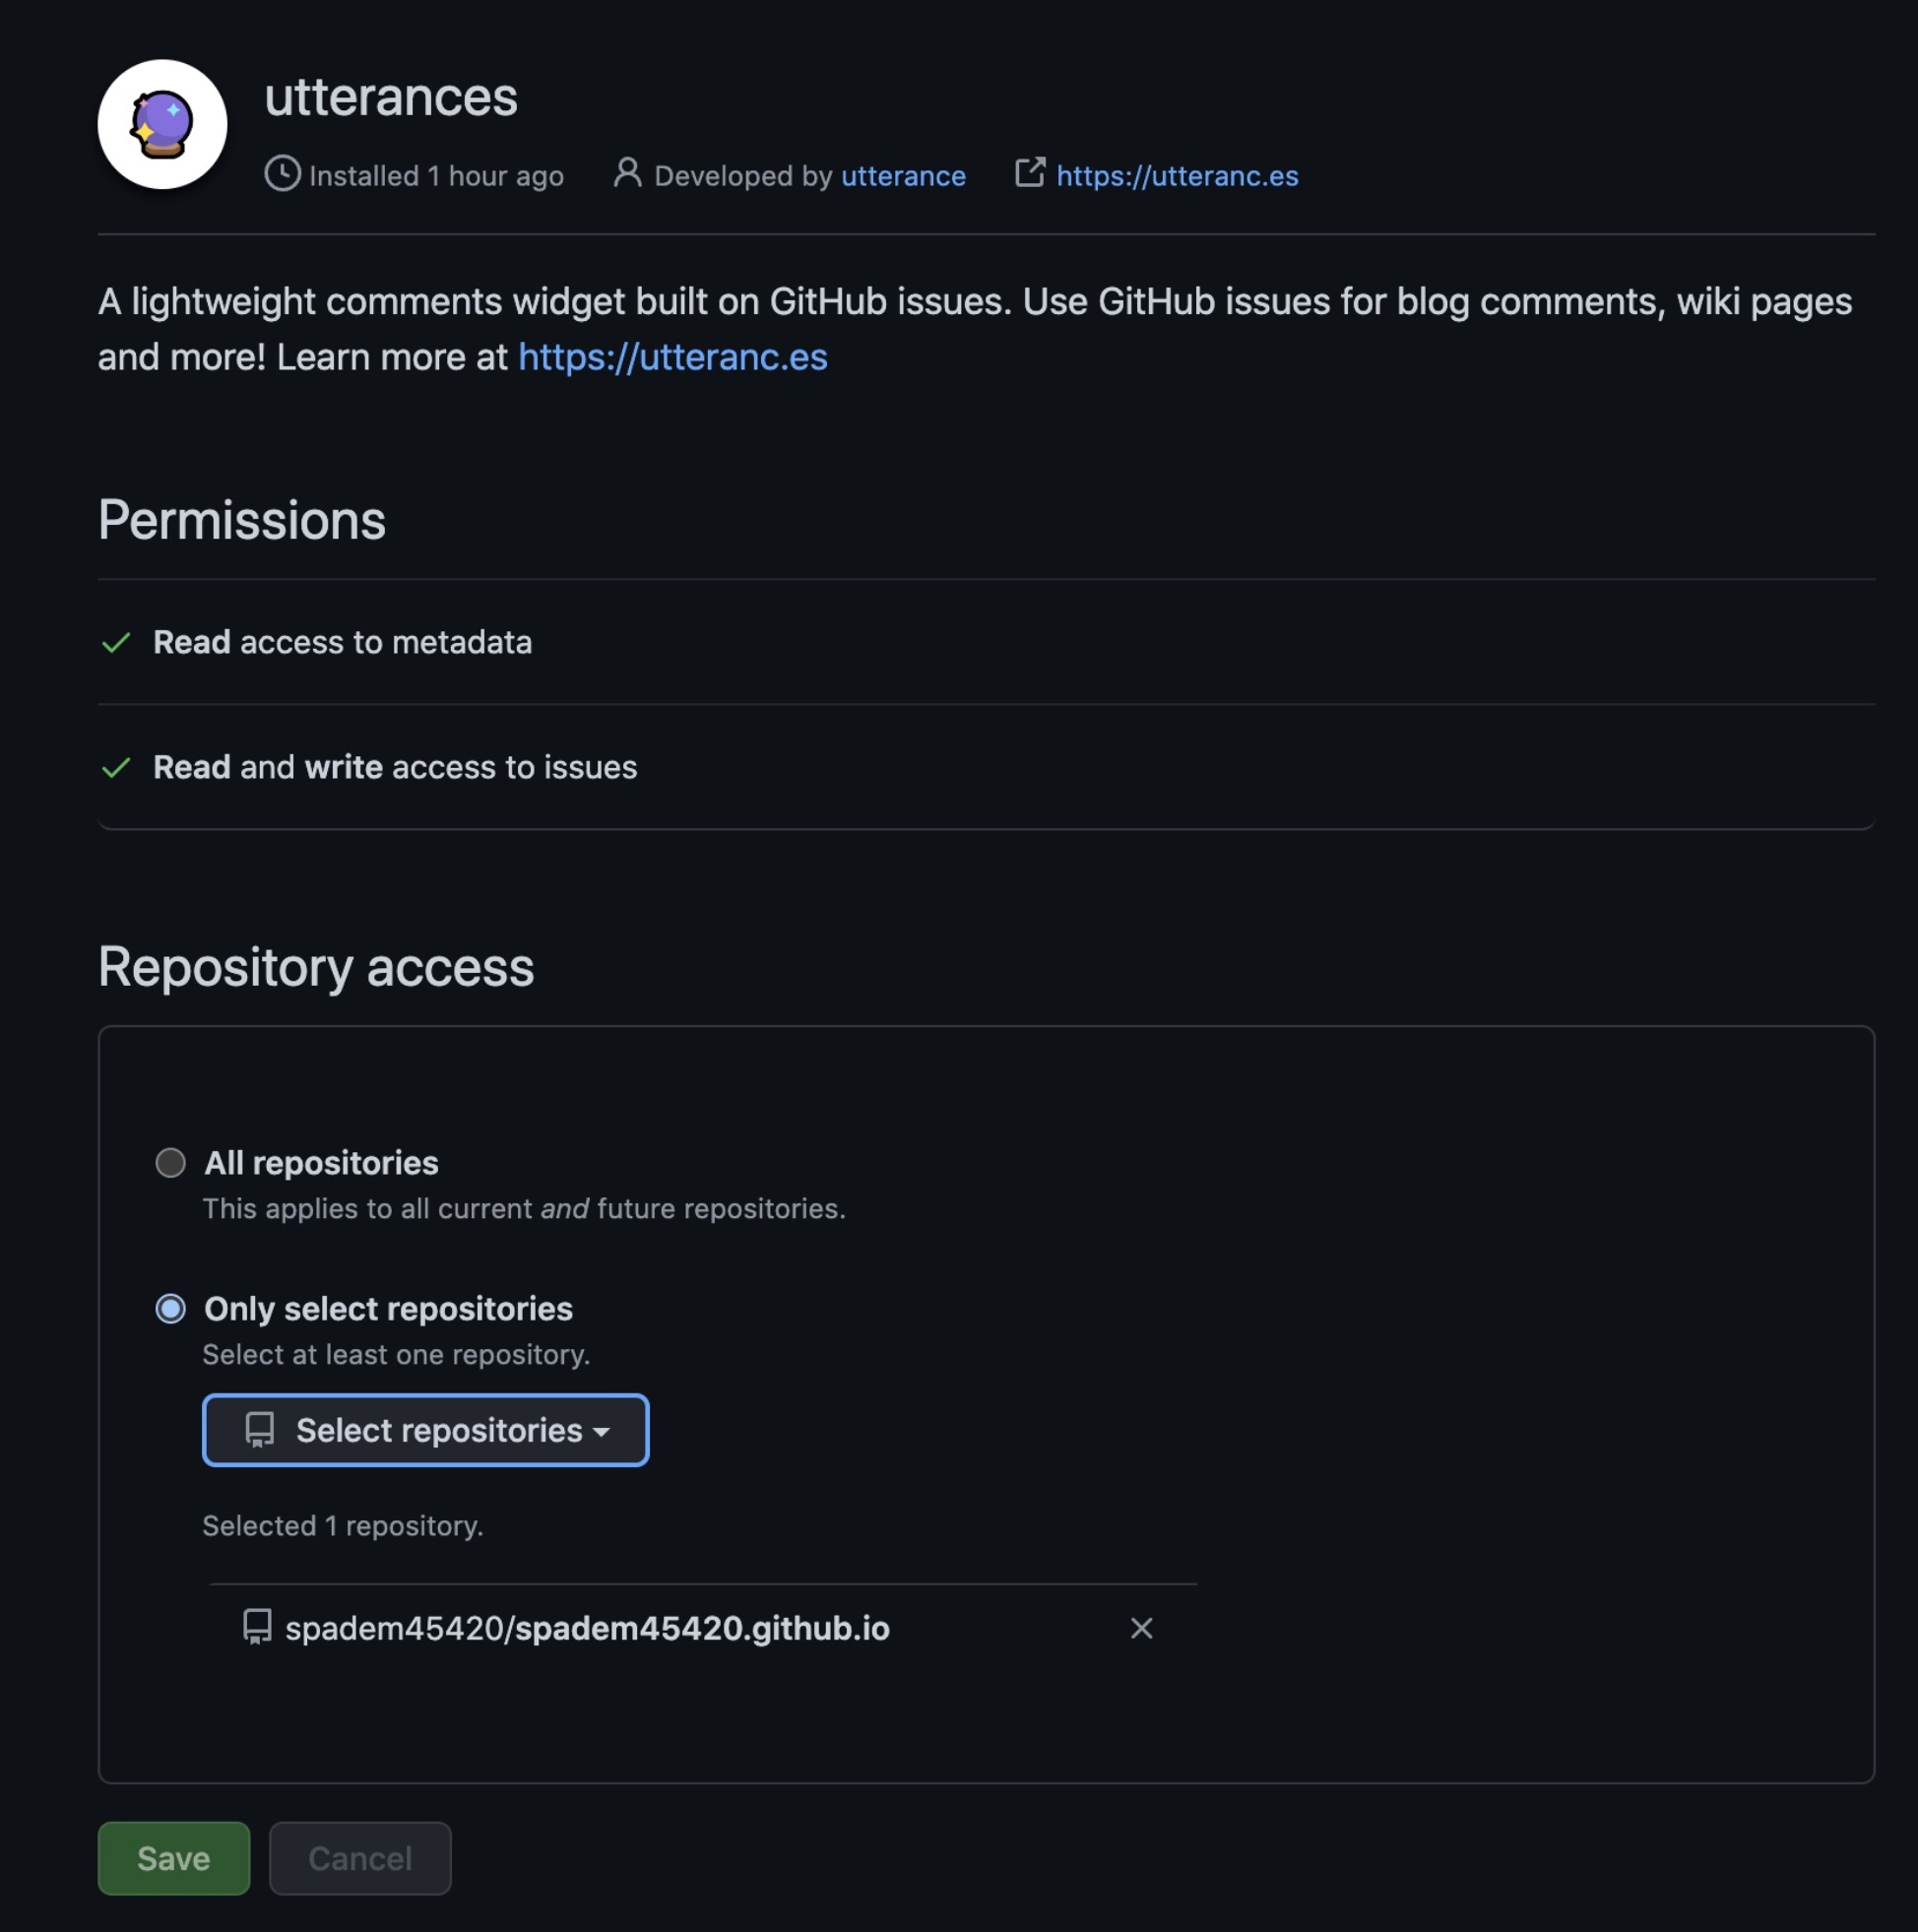 utterances
Installed 1 hour ago Developed by utterance https://utteranc.es
A lightweight comments widget built on GitHub issues. Use GitHub issues for blog comments, wiki pages
and more! Learn more at https://utteranc.es
Permissions
Read access to metadata
Read and write access to issues
Repository access
All repositories
This applies to all current and future repositories.
Only select repositories
Select at least one repository.
Select repositories
Selected 1 repository.
spadem45420/spadem45420.github.io
Save Cancel